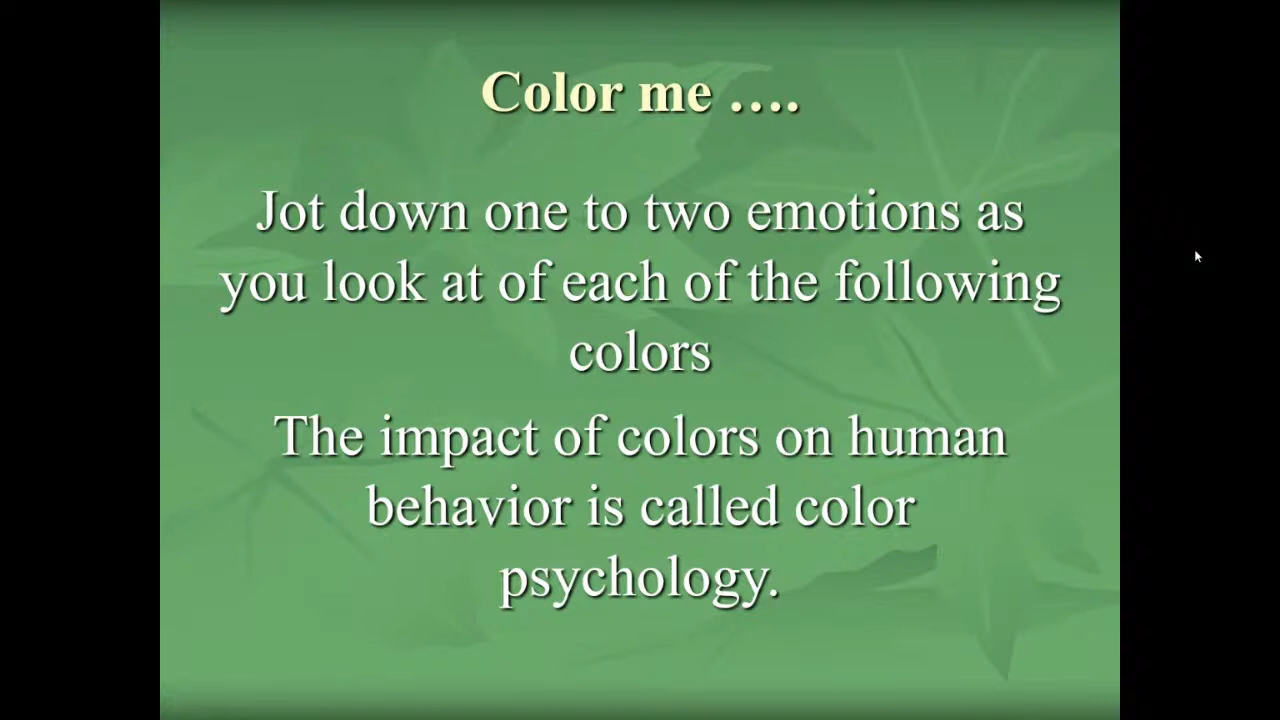 Color me ....
Jot down one to two emotions as
you look at of each of the following
colors
The impact of colors on human
behavior is called color
psychology.